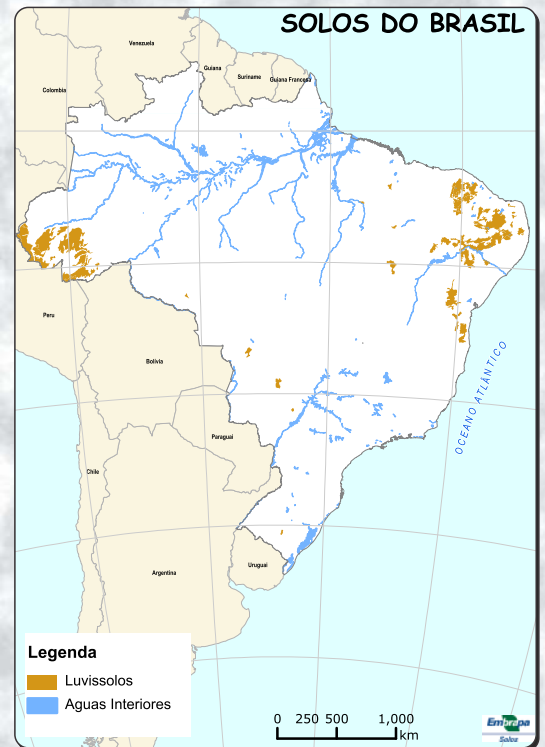 SOLOS DO BRASIL
Venezuela
Guiana
Suriname
Guiana Francesa
Colombia
Peru
Bolívia
Paraguai
Chile
Argentina
Uruguai
OCEANO ATLÂNTICO
Legenda
Luvissolos
Aguas Interiores
0 250 500 1,000
km
Embrapa
Solos